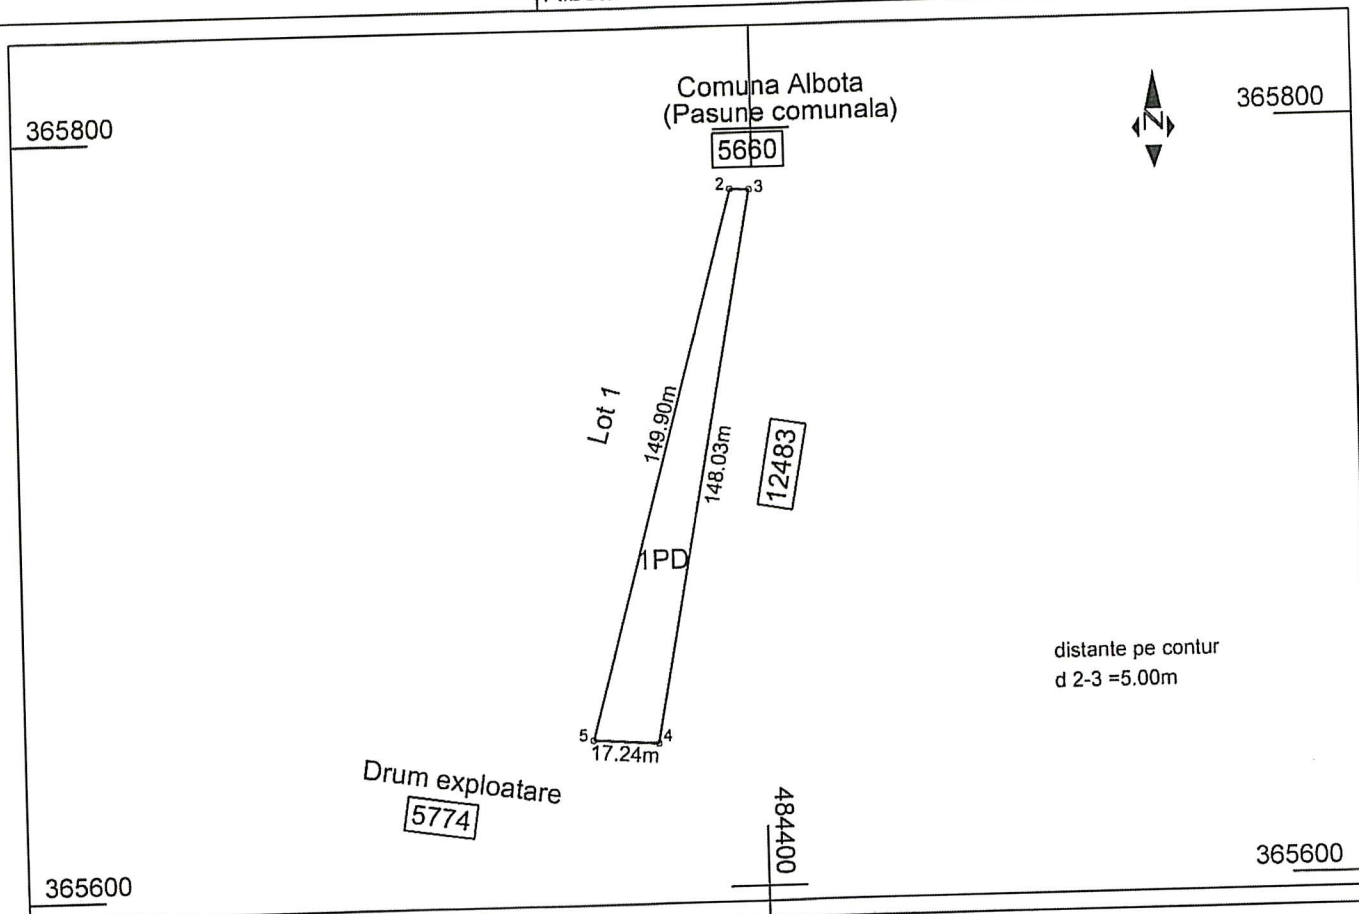 Comuna Albota
(Pasune comunala)
365800
365800
5660
2
3
N
Lot 1
149.90m
148.03m
12483
1PD
distante pe contur
d 2-3 =5.00m
5
4
17.24m
Drum exploatare
5774
484400
365600
365600